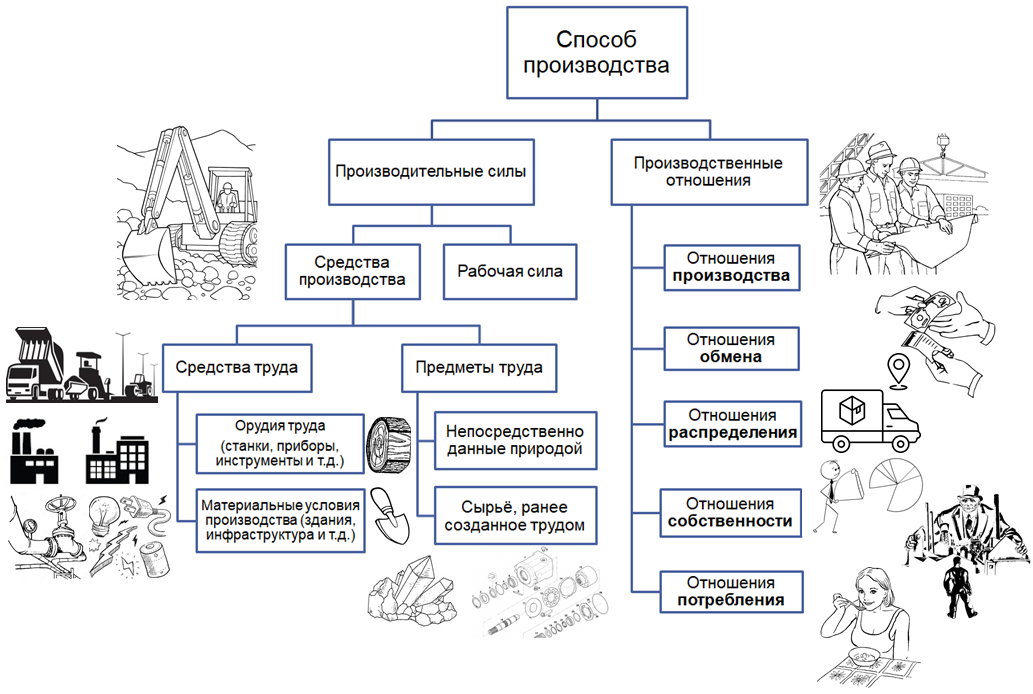 Способ
производства
Производительные силы
Производственные
отношения
Средства
производства
Рабочая сила
Отношения
производства
Отношения
обмена
Средства труда
Предметы труда
Орудия труда
(станки, приборы,
инструменты и т.д.)
Непосредственно
данные природой
Отношения
распределения
Материальные условия
производства (здания,
инфраструктура и т.д.)
Сырьё, ранее
созданное трудом
Отношения
собственности
Отношения
потребления